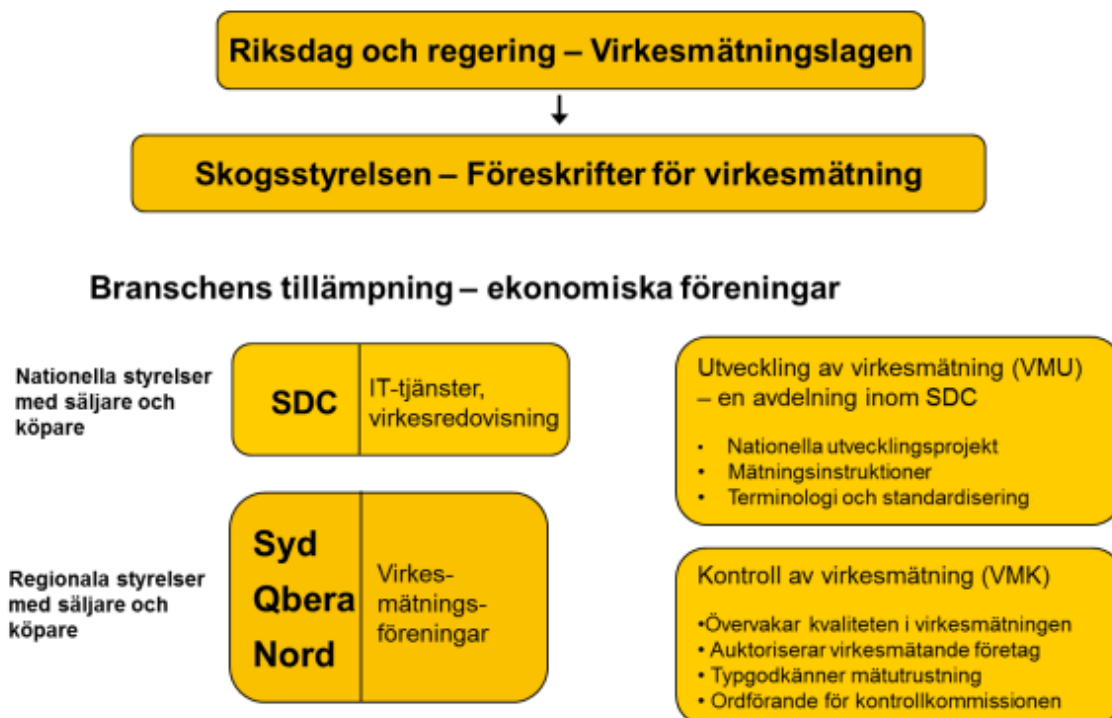 Riksdag och regering – Virkesmätningslagen
Skogsstyrelsen – Föreskrifter för virkesmätning
Branschens tillämpning – ekonomiska föreningar
Nationella styrelser
med säljare och
köpare
SDC
IT-tjänster,
virkesredovisning
Utveckling av virkesmätning (VMU)
– en avdelning inom SDC
• Nationella utvecklingsprojekt
• Mätningsinstruktioner
• Terminologi och standardisering
Regionala styrelser
med säljare och
köpare
Syd
Qbera
Nord
Virkes-
mätnings-
föreningar
Kontroll av virkesmätning (VMK)
•Övervakar kvaliteten i virkesmätningen
• Auktoriserar virkesmätande företag
• Typgodkänner mätutrustning
• Ordförande för kontrollkommissionen